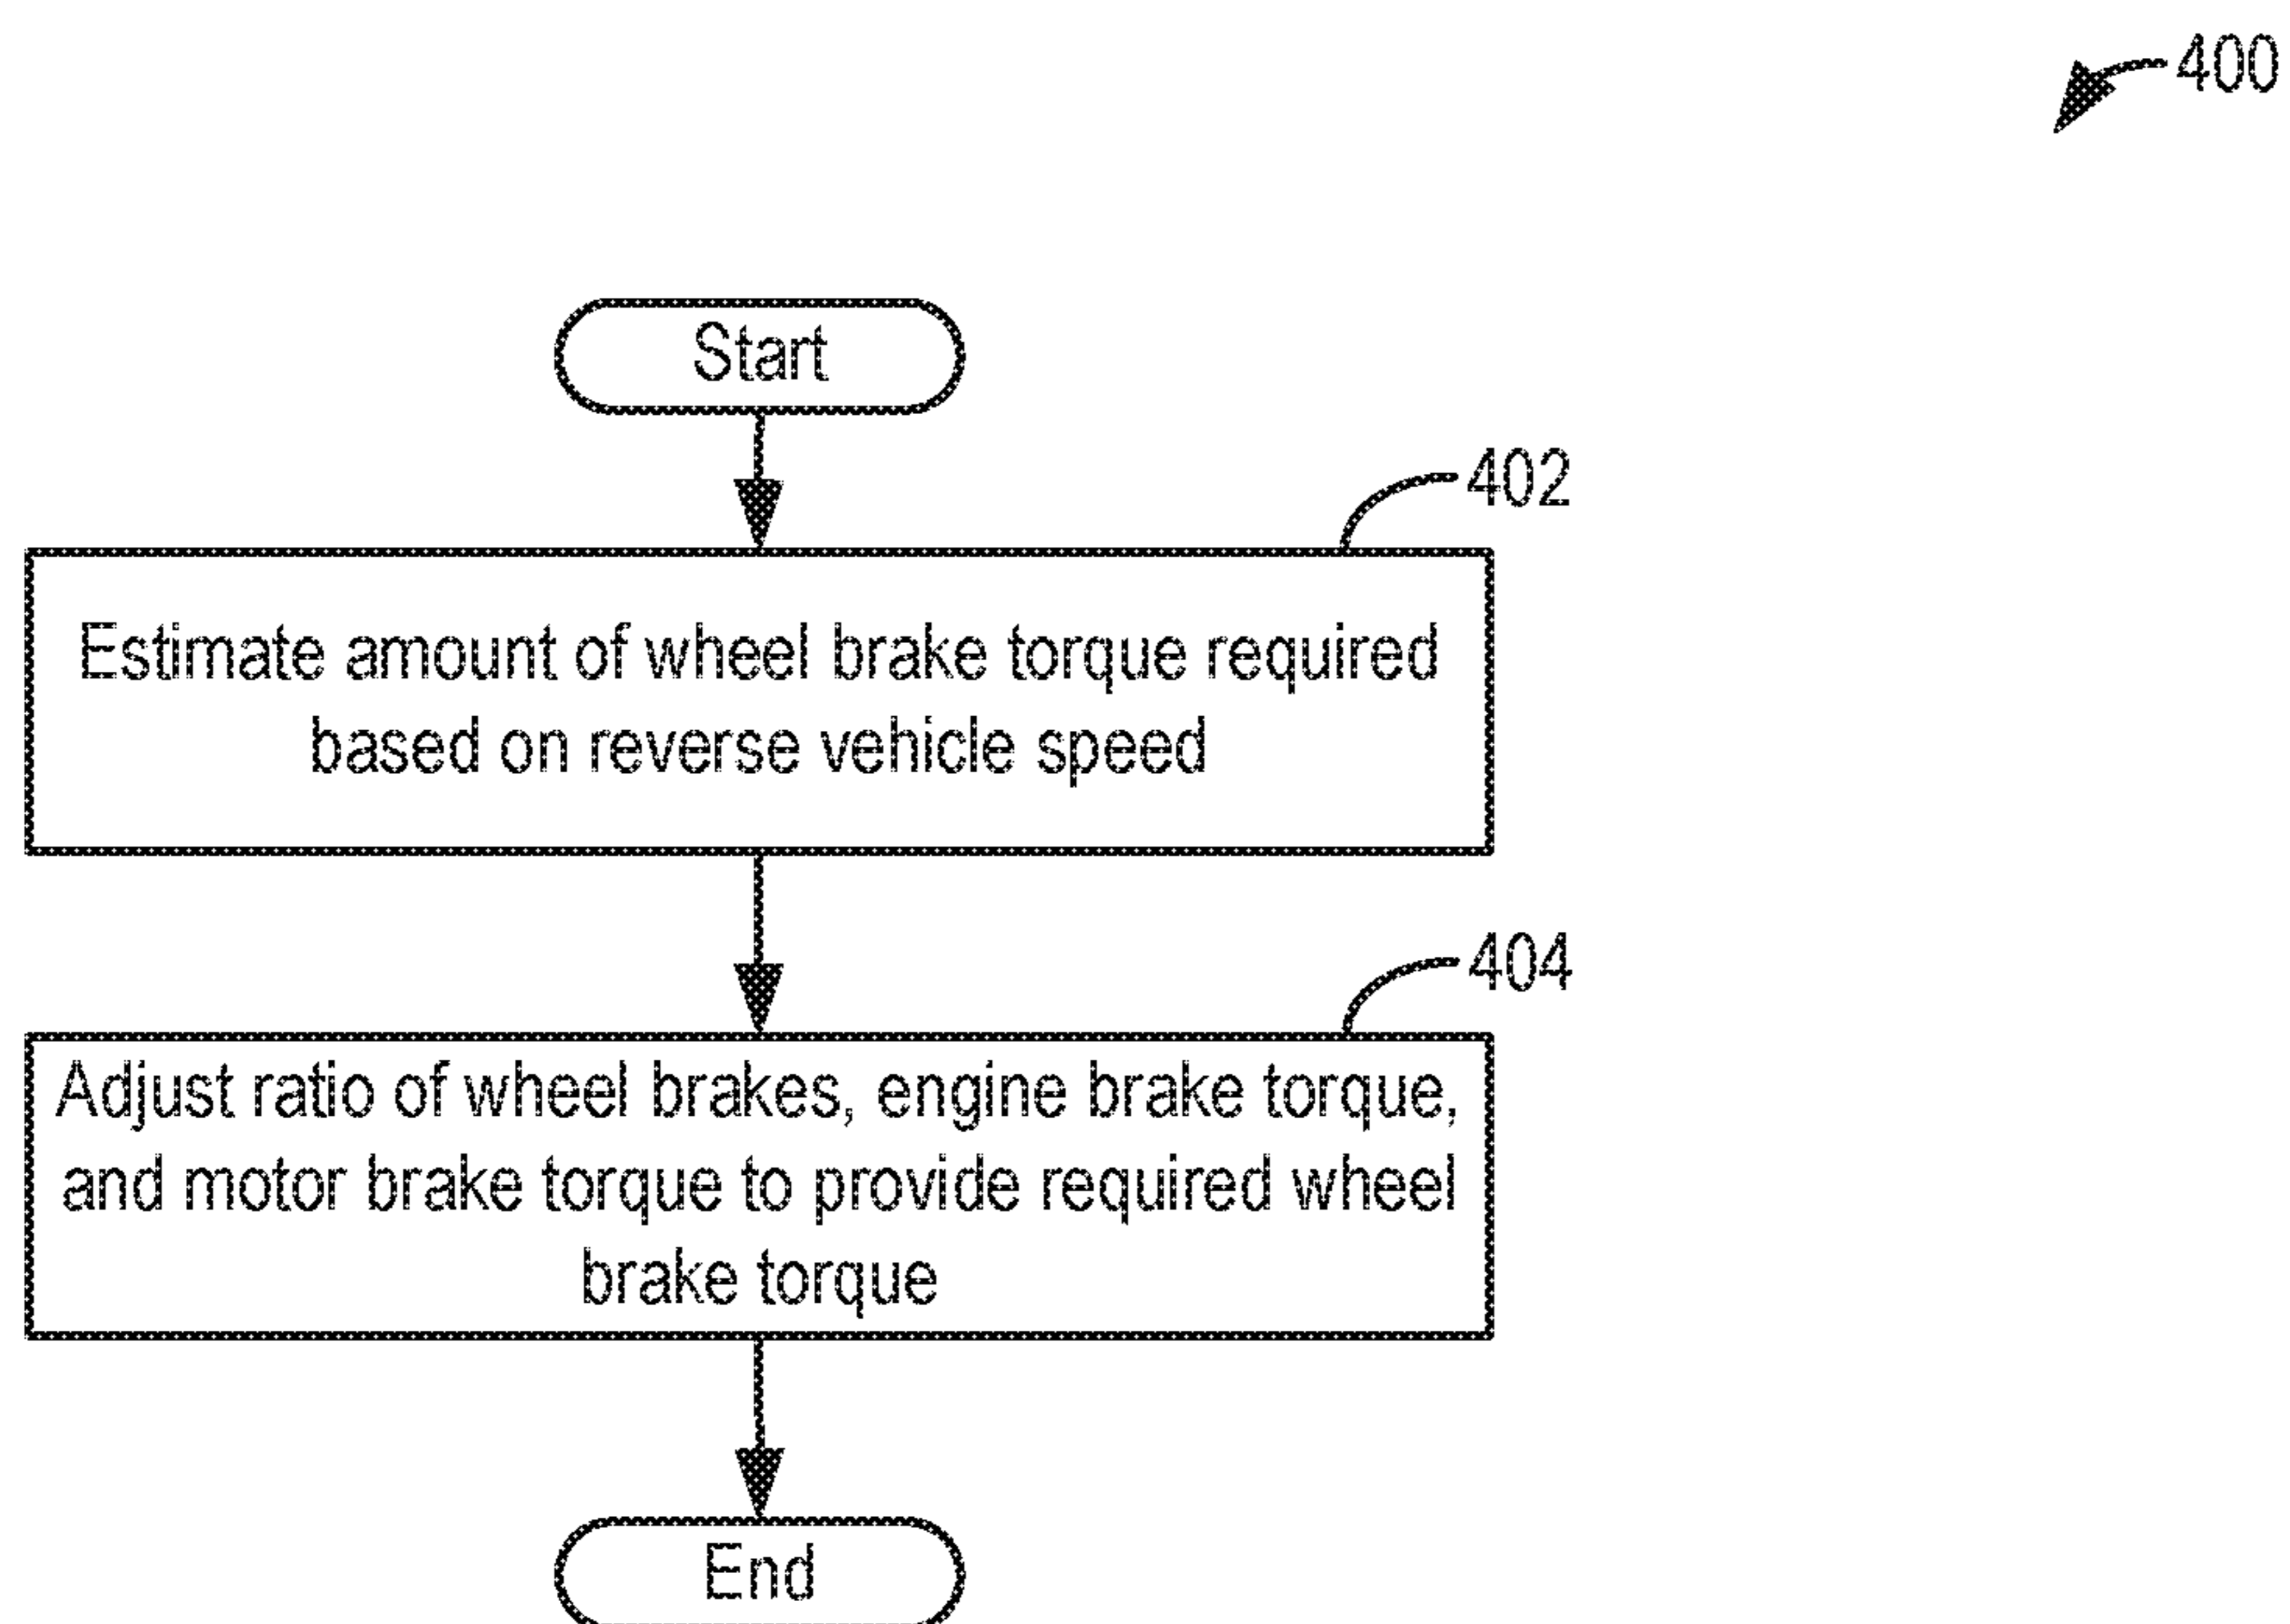 400
Start
402
Estimate amount of wheel brake torque required
based on reverse vehicle speed
404
Adjust ratio of wheel brakes, engine brake torque,
and motor brake torque to provide required wheel
brake torque
End